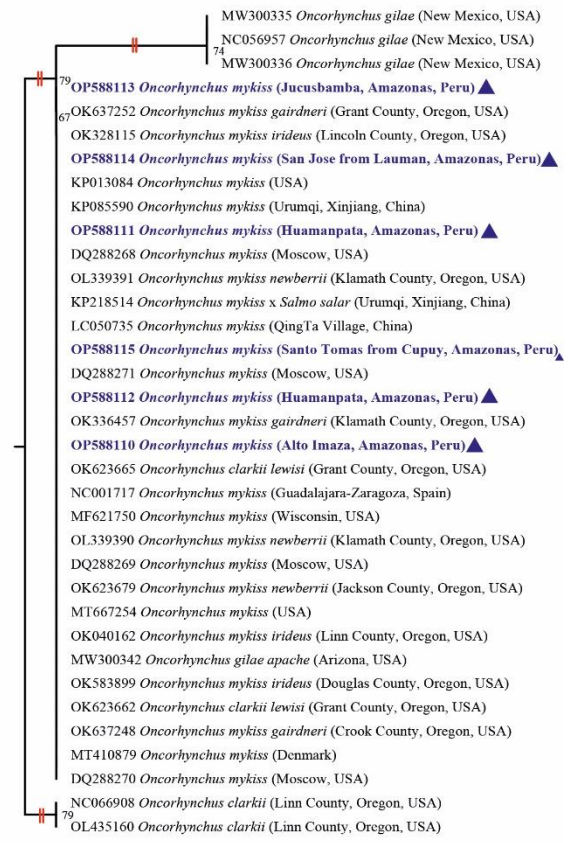 MW300335 Oncorhynchus gilae (New Mexico, USA)
NC056957 Oncorhynchus gilae (New Mexico, USA)
74
MW300336 Oncorhynchus gilae (New Mexico, USA)
79
OP588113 Oncorhynchus mykiss (Jucusbamba, Amazonas, Peru)
67
OK637252 Oncorhynchus mykiss gairdneri (Grant County, Oregon, USA)
OK328115 Oncorhynchus mykiss irideus (Lincoln County, Oregon, USA)
OP588114 Oncorhynchus mykiss (San Jose from Lauman, Amazonas, Peru)
KP013084 Oncorhynchus mykiss (USA)
KP085590 Oncorhynchus mykiss (Urumqi, Xinjiang, China)
OP588111 Oncorhynchus mykiss (Huamanpata, Amazonas, Peru)
DQ288268 Oncorhynchus mykiss (Moscow, USA)
OL339391 Oncorhynchus mykiss newberrii (Klamath County, Oregon, USA)
KP218514 Oncorhynchus mykiss x Salmo salar (Urumqi, Xinjiang, China)
LC050735 Oncorhynchus mykiss (QingTa Village, China)
OP588115 Oncorhynchus mykiss (Santo Tomas from Cupuy, Amazonas, Peru)
DQ288271 Oncorhynchus mykiss (Moscow, USA)
OP588112 Oncorhynchus mykiss (Huamanpata, Amazonas, Peru)
OK336457 Oncorhynchus mykiss gairdneri (Klamath County, Oregon, USA)
OP588110 Oncorhynchus mykiss (Alto Imaza, Amazonas, Peru)
OK623665 Oncorhynchus clarkii lewisi (Grant County, Oregon, USA)
NC001717 Oncorhynchus mykiss (Guadalajara-Zaragoza, Spain)
MF621750 Oncorhynchus mykiss (Wisconsin, USA)
OL339390 Oncorhynchus mykiss newberrii (Klamath County, Oregon, USA)
DQ288269 Oncorhynchus mykiss (Moscow, USA)
OK623679 Oncorhynchus mykiss newberrii (Jackson County, Oregon, USA)
MT667254 Oncorhynchus mykiss (USA)
OK040162 Oncorhynchus mykiss irideus (Linn County, Oregon, USA)
MW300342 Oncorhynchus gilae apache (Arizona, USA)
OK583899 Oncorhynchus mykiss irideus (Douglas County, Oregon, USA)
OK623662 Oncorhynchus clarkii lewisi (Grant County, Oregon, USA)
OK637248 Oncorhynchus mykiss gairdneri (Crook County, Oregon, USA)
MT410879 Oncorhynchus mykiss (Denmark)
DQ288270 Oncorhynchus mykiss (Moscow, USA)
NC066908 Oncorhynchus clarkii (Linn County, Oregon, USA)
79
OL435160 Oncorhynchus clarkii (Linn County, Oregon, USA)